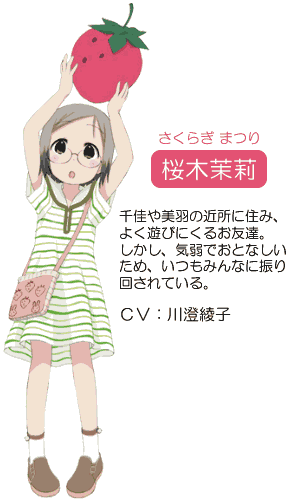 さくらぎ まつり
桜木茉莉
千佳や美羽の近所に住み、
よく遊びにくるお友達。
しかし、気弱でおとなしい
ため、いつもみんなに振り
回されている。
ＣＶ：川澄綾子